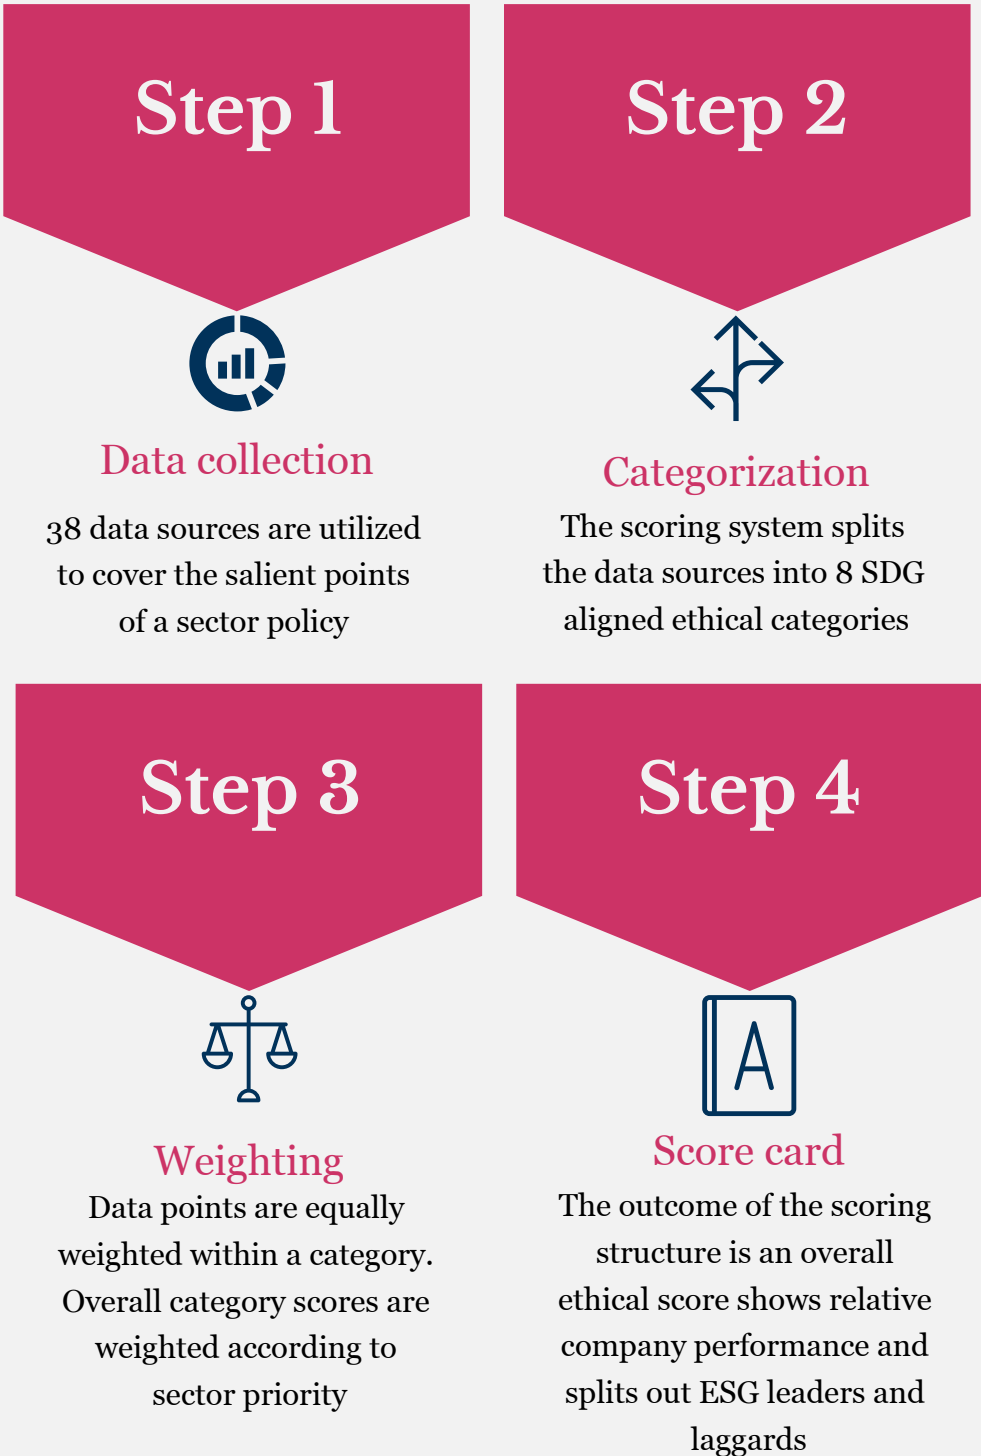 Step 1
Data collection
38 data sources are utilized
to cover the salient points
of a sector policy
Step 2
Categorization
The scoring system splits
the data sources into 8 SDG
aligned ethical categories
Step 3
Weighting
Data points are equally
weighted within a category.
Overall category scores are
weighted according to
sector priority
Step 4
A
Score card
The outcome of the scoring
structure is an overall
ethical score shows relative
company performance and
splits out ESG leaders and
laggards